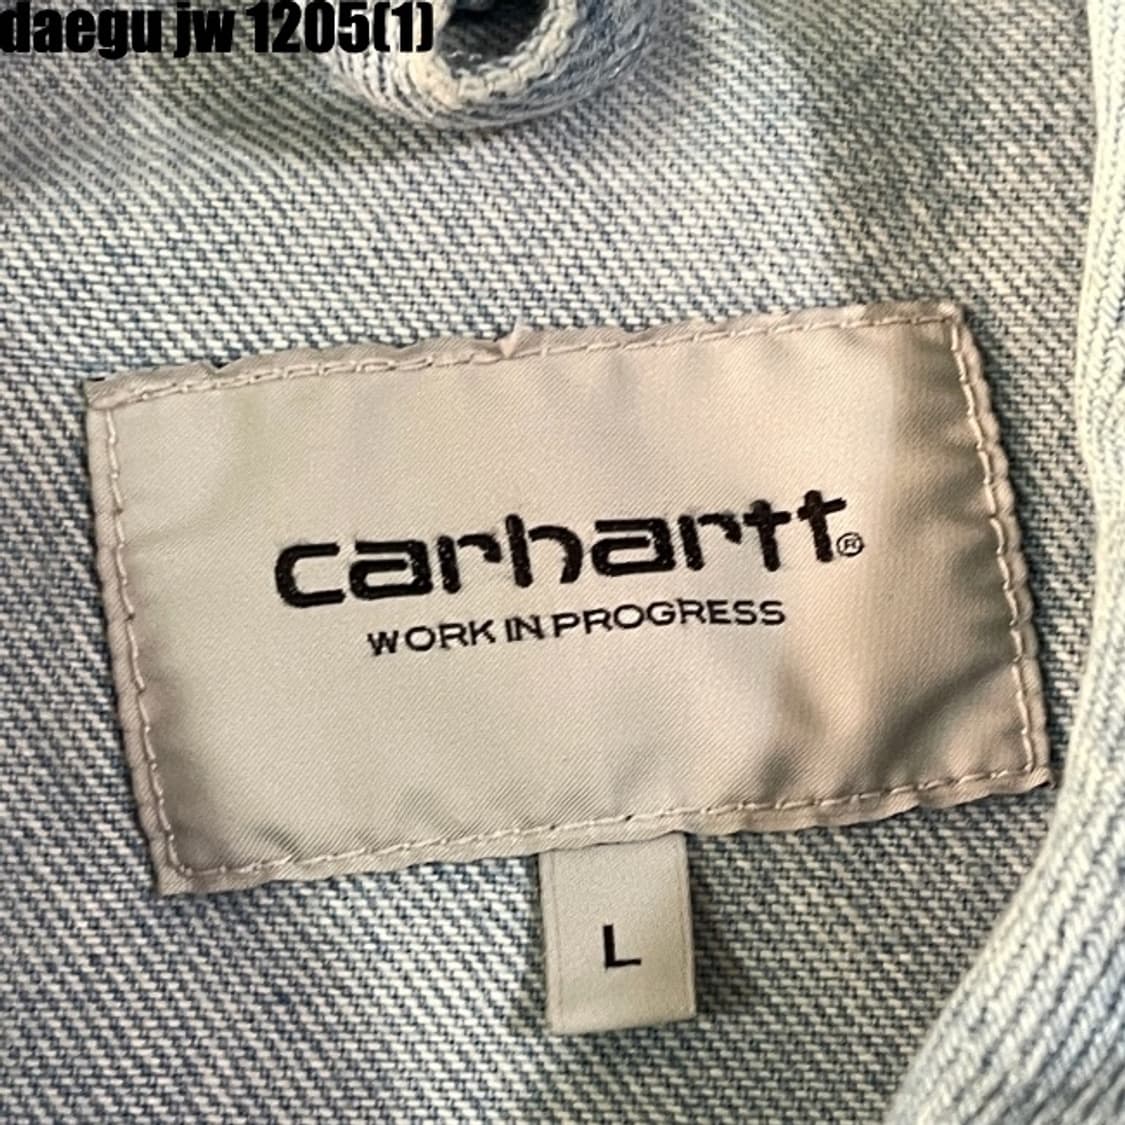 daegu jw 1205(1)
carhartt®
WORK IN PROGRESS
L